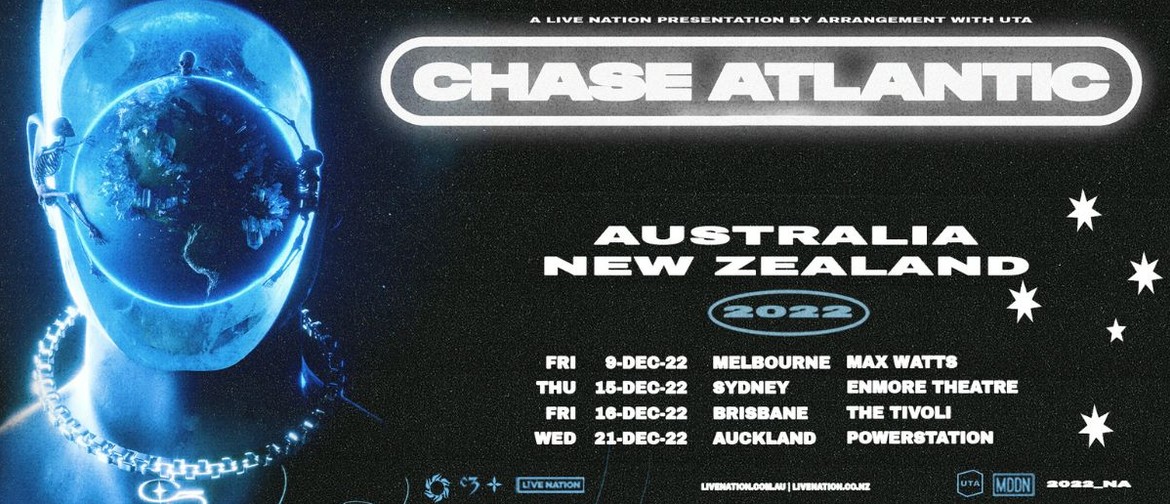 A LIVE NATION PRESENTATION BY ARRANGEMENT WITH UTA
CHASE ATLANTIC
AUSTRALIA
NEW ZEALAND
2022
FRI 9-DEC-22 MELBOURNE MAX WATTS
THU 15-DEC-22 SYDNEY ENMORE THEATRE
FRI 16-DEC-22 BRISBANE THE TIVOLI
WED 21-DEC-22 AUCKLAND POWERSTATION
C3 LIVE NATION LIVENATION.COM.AU | LIVENATION.CO.NZ UTA MDDN 2022_NA